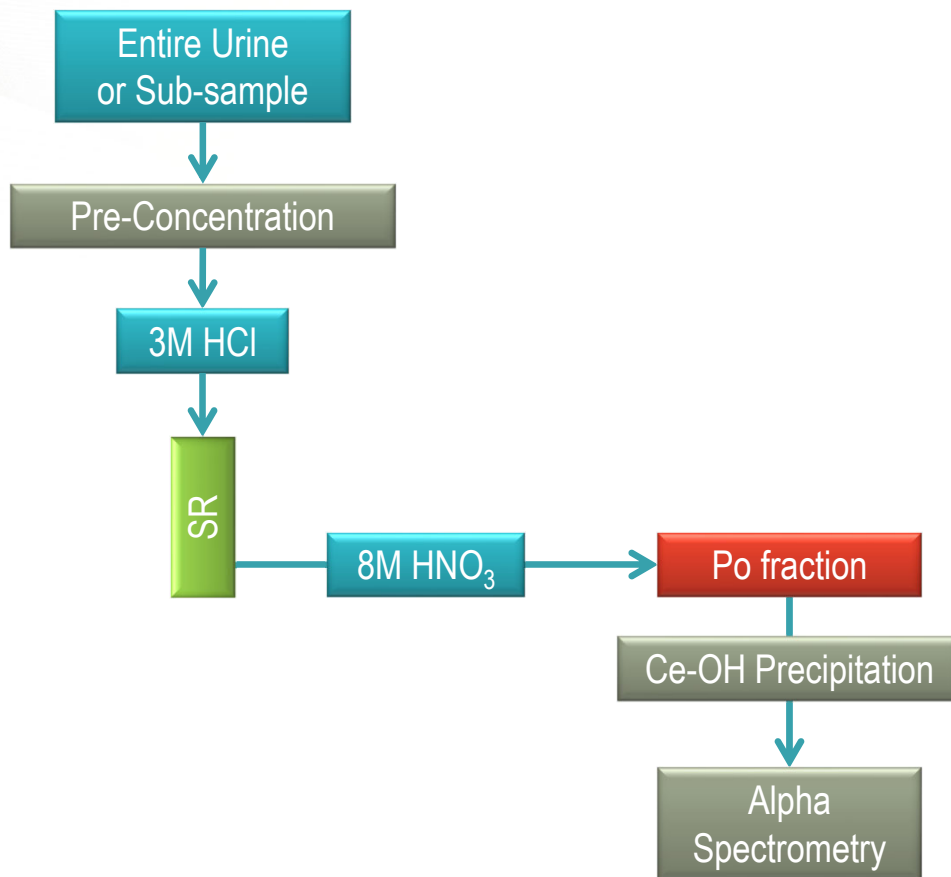 Entire Urine
or Sub-sample
Pre-Concentration
3M HCl
SR
8M HNO₃
Po fraction
Ce-OH Precipitation
Alpha
Spectrometry